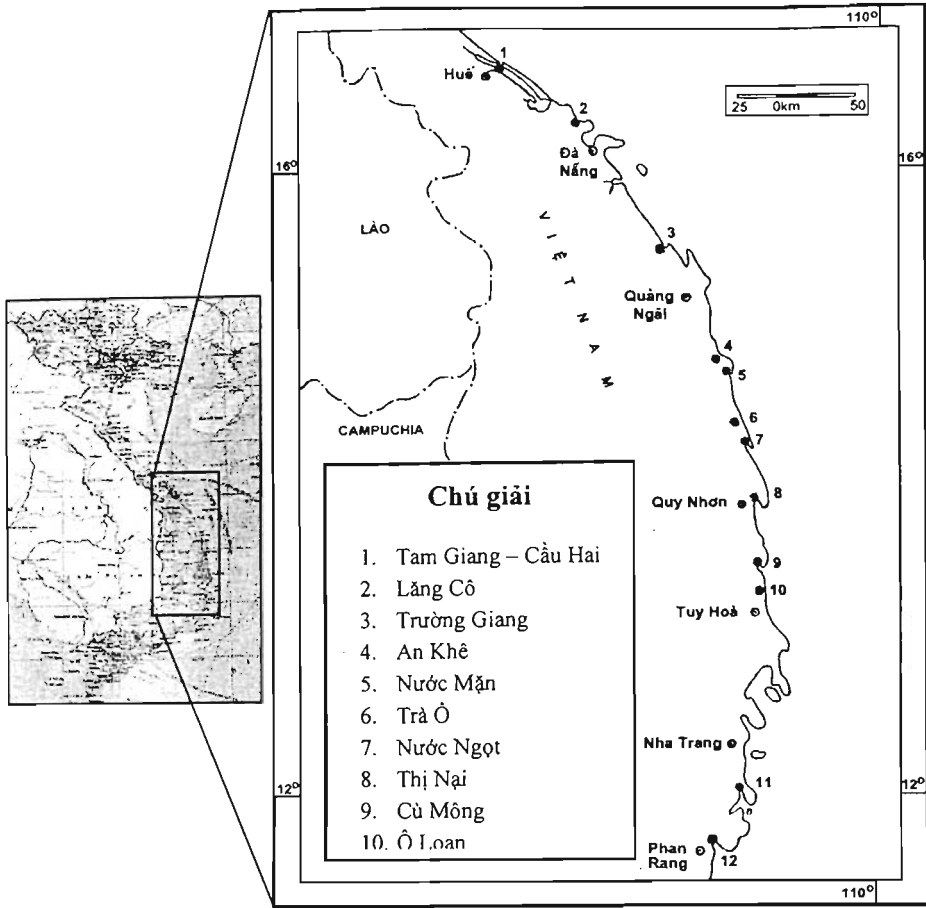 110°
1
Huế
2
25 0km 50
Đà
Nẵng
16°
16°
LÀO
VIỆT NAM
3
Quảng
Ngãi
4
5
CAMPUCHIA
6
7
Chú giải
8
Quy Nhơn
1. Tam Giang – Cầu Hai
2. Lăng Cô
3. Trường Giang
4. An Khê
5. Nước Mặn
6. Trà Ô
7. Nước Ngọt
8. Thị Nại
9. Cù Mông
10. Ô Loan
9
10
Tuy Hoà
Nha Trang
11
12°
12°
Phan
Rang
12
110°